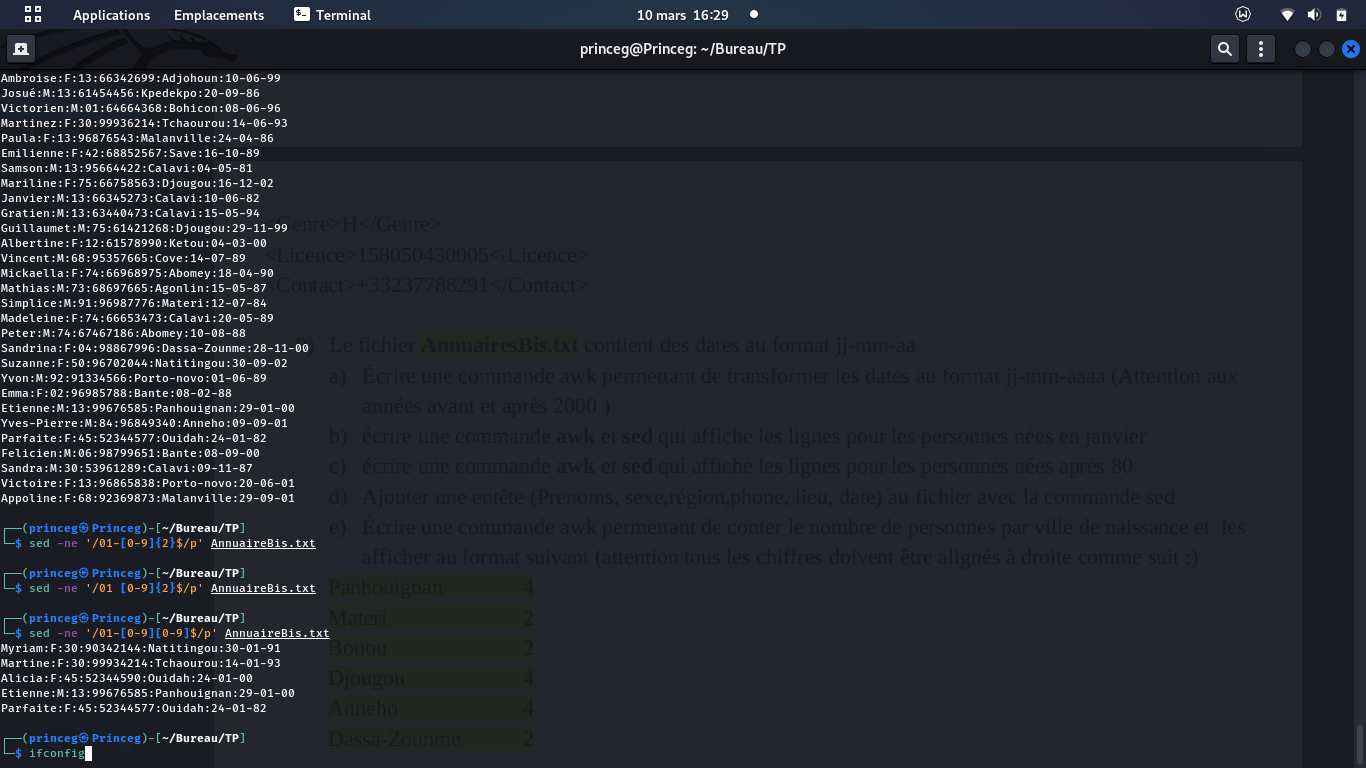 Applications Emplacements Terminal 10 mars 16:29
princeg@Princeg: ~/Bureau/TP
Ambroise:F:13:66342699:Adjohoun:10-06-99
Josué:M:13:61454456:Kpedekpo:20-09-86
Victorien:M:01:64664368:Bohicon:08-06-96
Martinez:F:30:99936214:Tchaourou:14-06-93
Paula:F:13:96876543:Malanville:24-04-86
Emilienne:F:42:68852567:Save:16-10-89
Samson:M:13:95664422:Calavi:04-05-81
Mariline:F:75:66758563:Djougou:16-12-02
Janvier:M:13:66345273:Calavi:10-06-82
Gratien:M:13:63440473:Calavi:15-05-94
Guillaumet:M:75:61421268:Djougou:29-11-99
Albertine:F:12:61578990:Ketou:04-03-00
Vincent:M:68:95357665:Cove:14-07-89
Mickaella:F:74:66968975:Abomey:18-04-90
Mathias:M:73:68697665:Agonlin:15-05-87
Simplice:M:91:96987776:Materi:12-07-84
Madeleine:F:74:66653473:Calavi:20-05-89
Peter:M:74:67467186:Abomey:10-08-88
Sandrina:F:04:98867996:Dassa-Zounme:28-11-00
Suzanne:F:50:96702044:Natitingou:30-09-02
Yvon:M:92:91334566:Porto-novo:01-06-89
Emma:F:02:96985788:Bante:08-02-88
Etienne:M:13:99676585:Panhouignan:29-01-00
Yves-Pierre:M:84:96849340:Anneho:09-09-01
Parfaite:F:45:52344577:Ouidah:24-01-82
Felicien:M:06:98799651:Bante:08-09-00
Sandra:M:30:53961289:Calavi:09-11-87
Victoire:F:13:96865838:Porto-novo:20-06-01
Appoline:F:68:92369873:Malanville:29-09-01
┌──(princeg㉿Princeg)-[~/Bureau/TP]
└─$ sed -ne '/01-[0-9]{2}$/p' AnnuaireBis.txt
┌──(princeg㉿Princeg)-[~/Bureau/TP]
└─$ sed -ne '/01 [0-9]{2}$/p' AnnuaireBis.txt
┌──(princeg㉿Princeg)-[~/Bureau/TP]
└─$ sed -ne '/01-[0-9][0-9]$/p' AnnuaireBis.txt
Myriam:F:30:90342144:Natitingou:30-01-91
Martine:F:30:99934214:Tchaourou:14-01-93
Alicia:F:45:52344590:Ouidah:24-01-00
Etienne:M:13:99676585:Panhouignan:29-01-00
Parfaite:F:45:52344577:Ouidah:24-01-82
┌──(princeg㉿Princeg)-[~/Bureau/TP]
└─$ ifconfig
<Genre>H</Genre>
<Licence>158050430005</Licence>
<Contact>+33237788291</Contact>
Le fichier AnnuairesBis.txt contient des dates au format jj-mm-aa
a) Écrire une commande awk permettant de transformer les dates au format jj-mm-aaaa (Attention aux
années avant et après 2000 )
b) écrire une commande awk et sed qui affiche les lignes pour les personnes nées en janvier
c) écrire une commande awk et sed qui affiche les lignes pour les personnes nées après 80
d) Ajouter une entête (Prenoms, sexe,région,phone, lieu, date) au fichier avec la commande sed
e) Écrire une commande awk permettant de conter le nombre de personnes par ville de naissance et les
afficher au format suivant (attention tous les chiffres doivent être alignés à droite comme suit :)
Panhouignan 4
Materi 2
Bonou 2
Djougou 4
Anneho 4
Dassa-Zounme 2